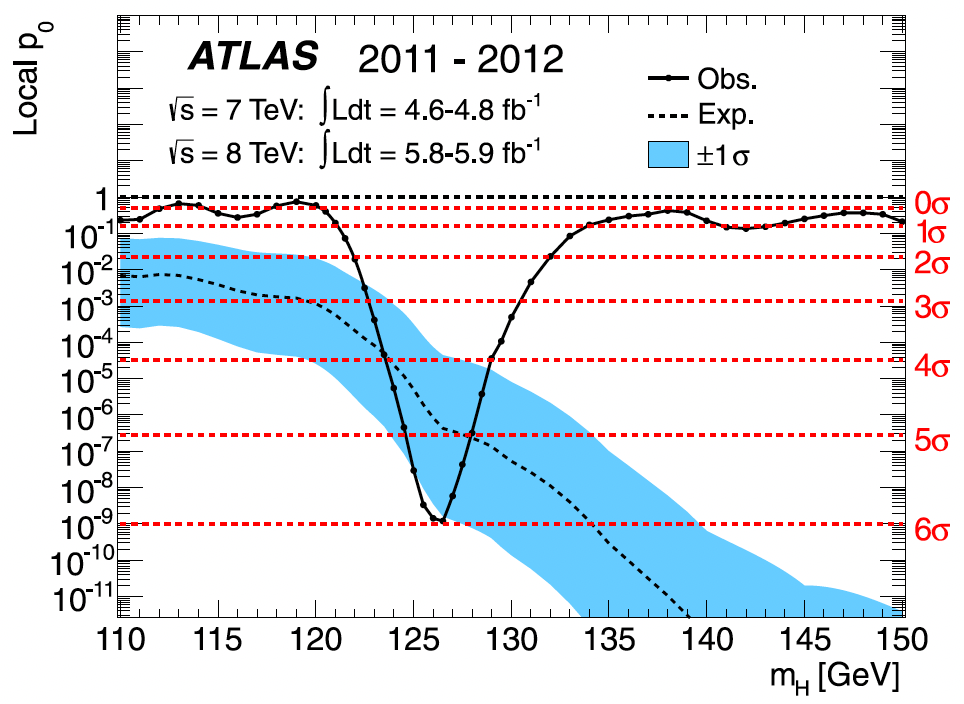 Local p₀
ATLAS 2011 - 2012
√s = 7 TeV: ∫Ldt = 4.6-4.8 fb⁻¹
√s = 8 TeV: ∫Ldt = 5.8-5.9 fb⁻¹
Obs.
Exp.
±1σ
1
10⁻¹
10⁻²
10⁻³
10⁻⁴
10⁻⁵
10⁻⁶
10⁻⁷
10⁻⁸
10⁻⁹
10⁻¹⁰
10⁻¹¹
0σ
1σ
2σ
3σ
4σ
5σ
6σ
110 115 120 125 130 135 140 145 150
m_H [GeV]